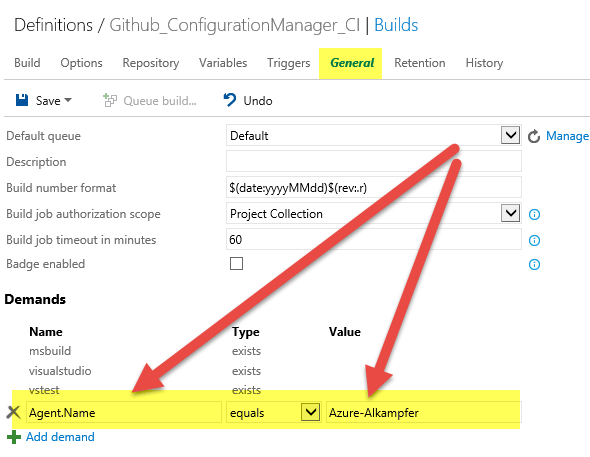 Definitions / Github_ConfigurationManager_CI | Builds
Build Options Repository Variables Triggers General Retention History
Save Queue build... Undo
Default queue Default Manage
Description
Build number format $(date:yyyyMMdd)$(rev:.r)
Build job authorization scope Project Collection
Build job timeout in minutes 60
Badge enabled
Demands
Name Type Value
msbuild exists
visualstudio exists
vstest exists
Agent.Name equals Azure-Alkampfer
Add demand